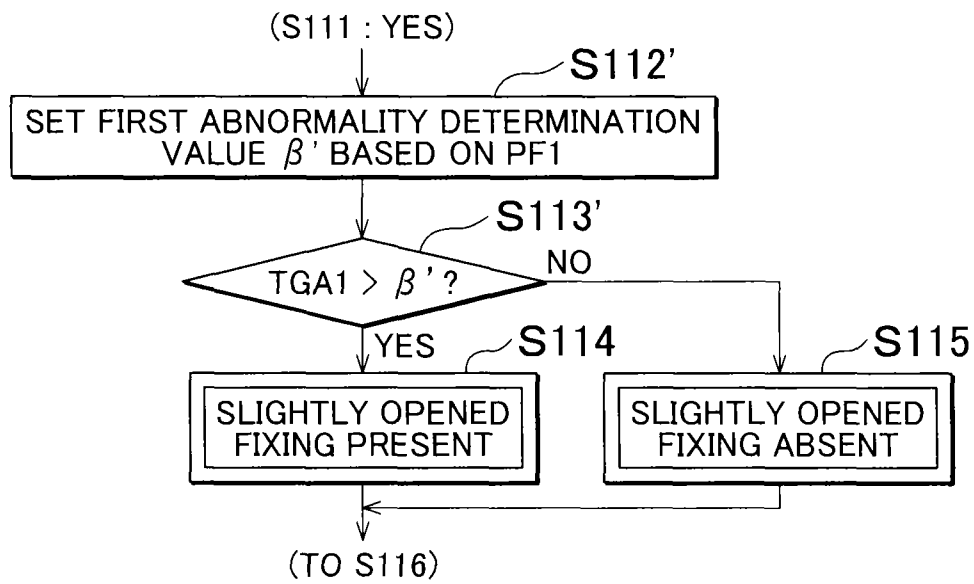 (S111 : YES)
S112'
SET FIRST ABNORMALITY DETERMINATION
VALUE β' BASED ON PF1
S113'
TGA1 > β'?
NO
YES
S114
S115
SLIGHTLY OPENED
FIXING PRESENT
SLIGHTLY OPENED
FIXING ABSENT
(TO S116)